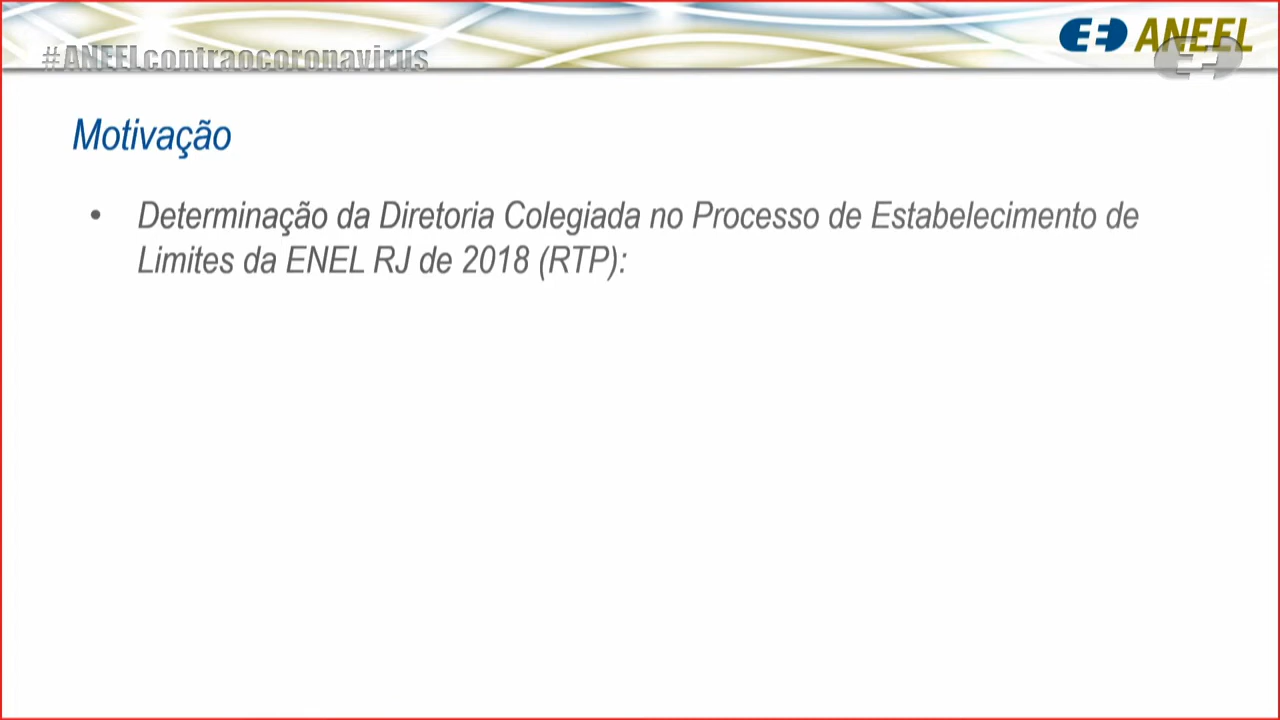 #ANEELcontraocoronavirus
ANEEL
Motivação
• Determinação da Diretoria Colegiada no Processo de Estabelecimento de
Limites da ENEL RJ de 2018 (RTP):